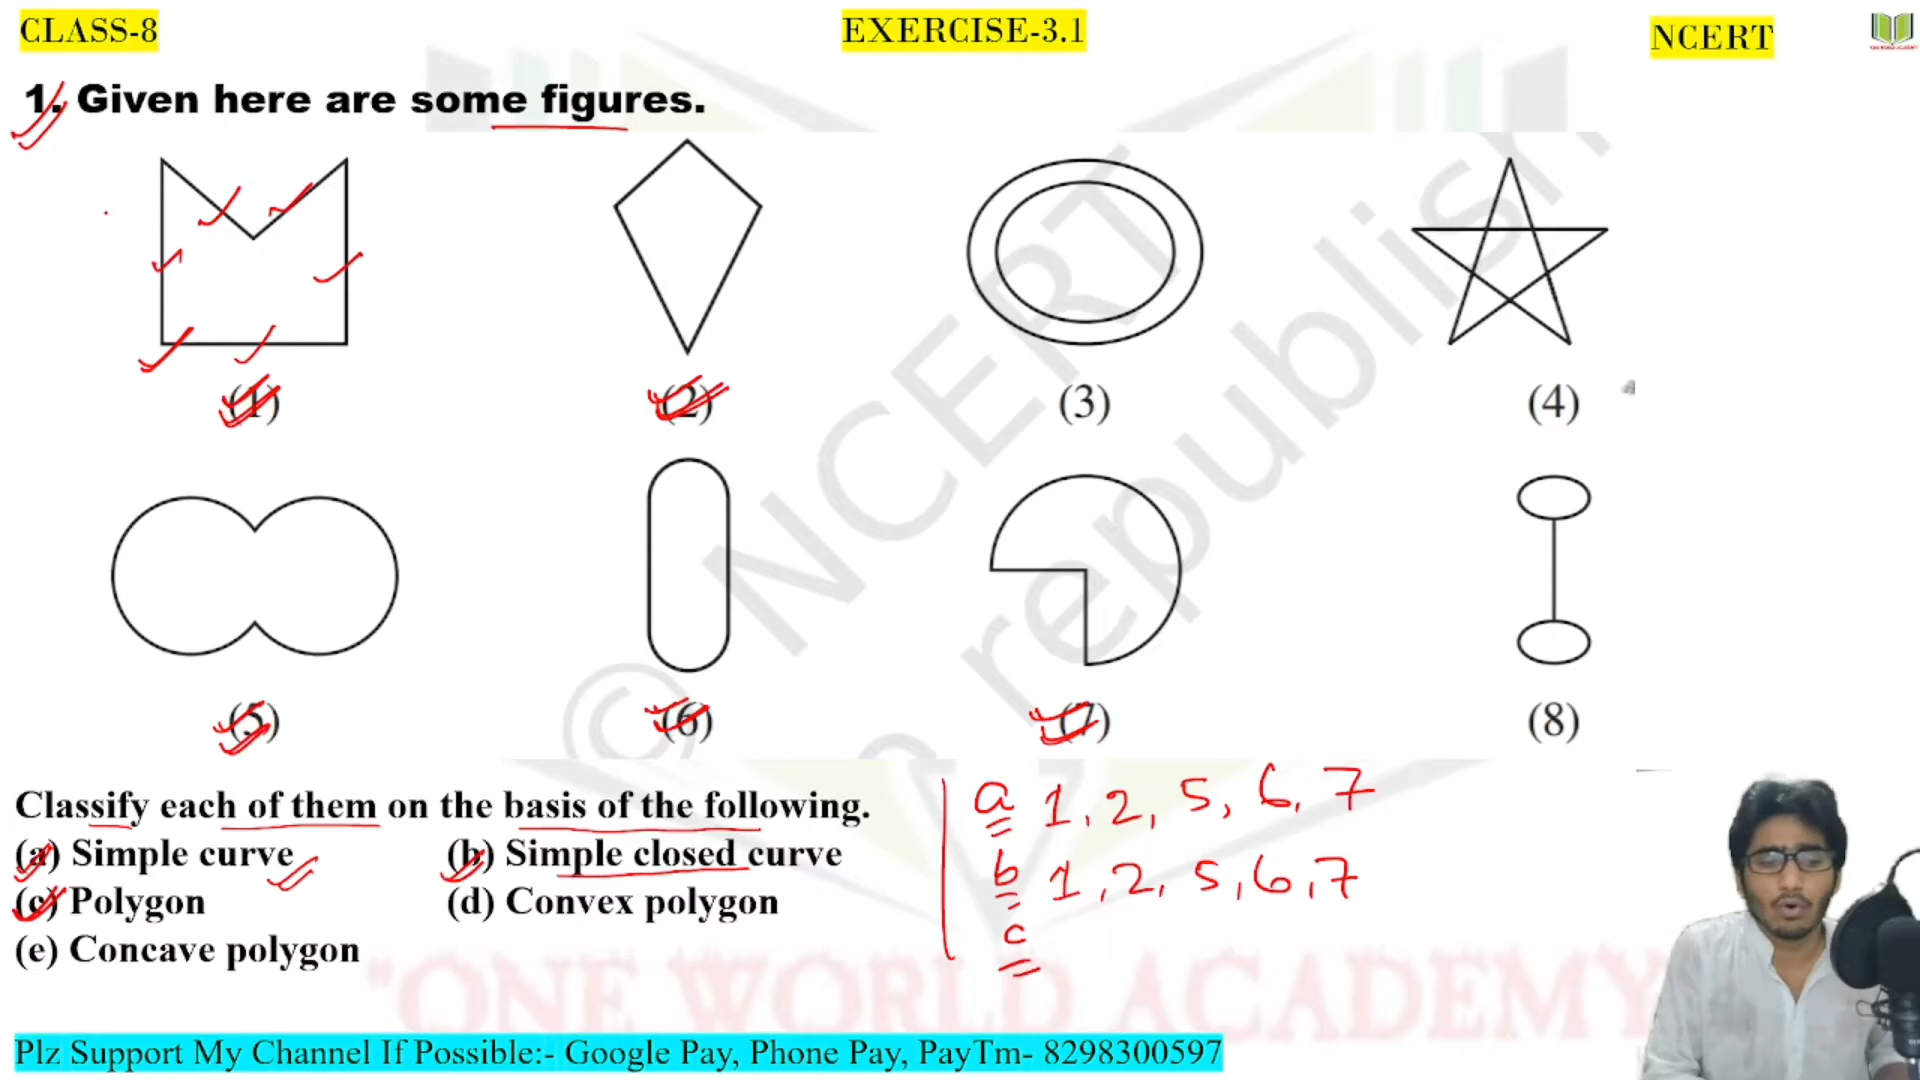 CLASS-8 EXERCISE-3.1 NCERT
1. Given here are some figures.
(1) (2) (3) (4)
(5) (6) (7) (8)
© NCERT
republish
Classify each of them on the basis of the following.
(a) Simple curve (b) Simple closed curve
(c) Polygon (d) Convex polygon
(e) Concave polygon
a 1, 2, 5, 6, 7
b 1, 2, 5, 6, 7
c
"ONE WORLD ACADEMY
Plz Support My Channel If Possible:- Google Pay, Phone Pay, PayTm- 8298300597